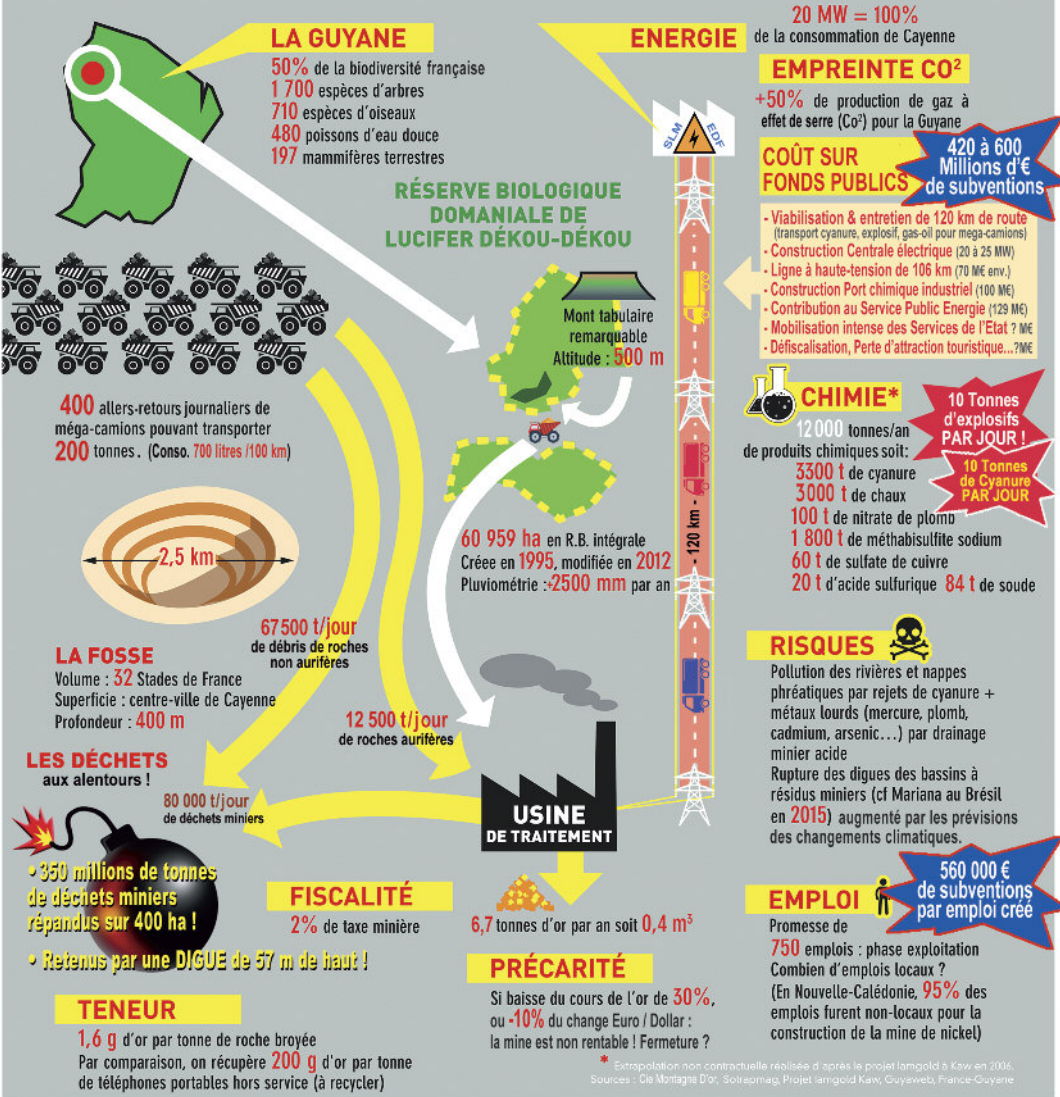 LA GUYANE
50% de la biodiversité française
1 700 espèces d'arbres
710 espèces d'oiseaux
480 poissons d'eau douce
197 mammifères terrestres
ENERGIE
20 MW = 100%
de la consommation de Cayenne
EMPREINTE CO²
+50% de production de gaz à
effet de serre (Co²) pour la Guyane
SLM
EDF
COÛT SUR
FONDS PUBLICS
420 à 600
Millions d'€
de subventions
- Viabilisation & entretien de 120 km de route
(transport cyanure, explosif, gas-oil pour mega-camions)
- Construction Centrale électrique (20 à 25 MW)
- Ligne à haute-tension de 106 km (70 M€ env.)
- Construction Port chimique industriel (100 M€)
- Contribution au Service Public Energie (129 M€)
- Mobilisation intense des Services de l'Etat ? M€
- Défiscalisation, Perte d'attraction touristique...?M€
RÉSERVE BIOLOGIQUE
DOMANIALE DE
LUCIFER DÉKOU-DÉKOU
Mont tabulaire
remarquable
Altitude : 500 m
400 allers-retours journaliers de
méga-camions pouvant transporter
200 tonnes. (Conso. 700 litres /100 km)
CHIMIE*
12 000 tonnes/an
de produits chimiques soit:
3300 t de cyanure
3000 t de chaux
100 t de nitrate de plomb
1 800 t de méthabisulfite sodium
60 t de sulfate de cuivre
20 t d'acide sulfurique 84 t de soude
10 Tonnes
d'explosifs
PAR JOUR !
10 Tonnes
de Cyanure
PAR JOUR
2,5 km
60 959 ha en R.B. intégrale
Créee en 1995, modifiée en 2012
Pluviométrie :+2500 mm par an
- 120 km -
LA FOSSE
Volume : 32 Stades de France
Superficie : centre-ville de Cayenne
Profondeur : 400 m
67500 t/jour
de débris de roches
non aurifères
12 500 t/jour
de roches aurifères
RISQUES
Pollution des rivières et nappes
phréatiques par rejets de cyanure +
métaux lourds (mercure, plomb,
cadmium, arsenic...) par drainage
minier acide
Rupture des digues des bassins à
résidus miniers (cf Mariana au Brésil
en 2015) augmenté par les prévisions
des changements climatiques.
LES DÉCHETS
aux alentours !
80 000 t/jour
de déchets miniers
• 350 millions de tonnes
de déchets miniers
répandus sur 400 ha !
• Retenus par une DIGUE de 57 m de haut !
USINE
DE TRAITEMENT
FISCALITÉ
2% de taxe minière
6,7 tonnes d'or par an soit 0,4 m³
EMPLOI
560 000 €
de subventions
par emploi créé
Promesse de
750 emplois : phase exploitation
Combien d'emplois locaux ?
(En Nouvelle-Calédonie, 95% des
emplois furent non-locaux pour la
construction de la mine de nickel)
PRÉCARITÉ
Si baisse du cours de l'or de 30%,
ou -10% du change Euro / Dollar :
la mine est non rentable ! Fermeture ?
TENEUR
1,6 g d'or par tonne de roche broyée
Par comparaison, on récupère 200 g d'or par tonne
de téléphones portables hors service (à recycler)
* Extrapolation non contractuelle réalisée d'après le projet Iamgold à Kaw en 2006.
Sources : Cie Montagne D'or, Sotrapmag, Projet Iamgold Kaw, Guyaweb, France-Guyane